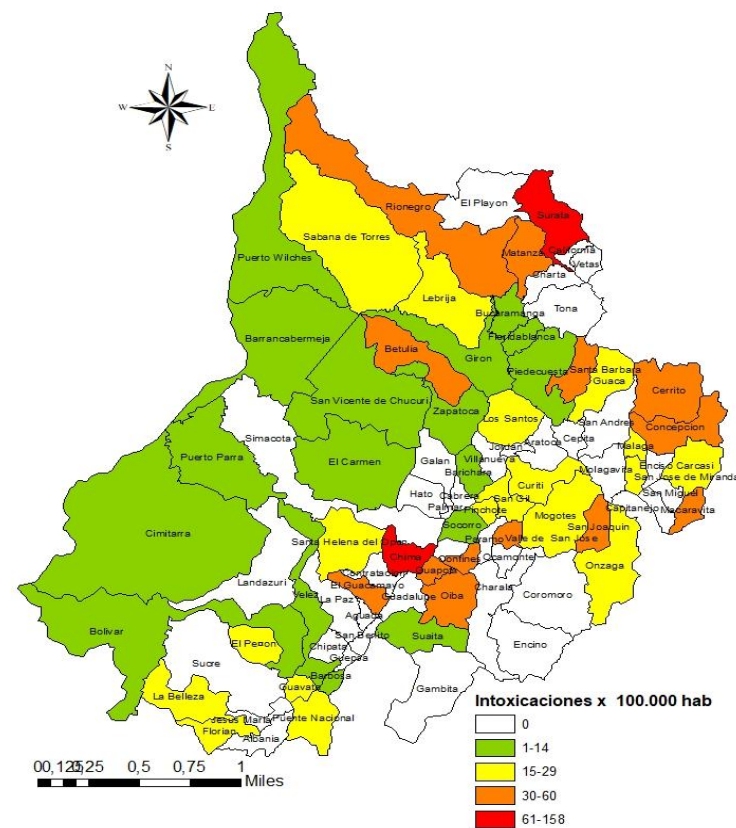 N
W E
S
El Playon
Rionegro
Surata
Sabana de Torres
Matanza
California
Vetas
Charta
Puerto Wilches
Lebrija
Tona
Bucaramanga
Barrancabermeja
Floridablanca
Betulia
Giron
Piedecuesta
Santa Barbara
Guaca
Cerrito
San Vicente de Chucuri
Zapatoca
Los Santos
San Andres
Concepcion
Simacota
Jordan
Aratoca
Cepita
Malaga
Puerto Parra
El Carmen
Galan
Villanueva
Barichara
Molagavita
Enciso
Carcasi
San Jose de Miranda
Hato
Cabrera
Palmar
Curiti
San Gil
San Miguel
Capitanejo
Macaravita
Pinchote
Mogotes
San Joaquin
Cimitarra
Socorro
Santa Helena del Opon
Chima
Paramo
Valle de San Jose
Confines
Ocamonte
Onzaga
Contratacion
Guapota
Landazuri
El Guacamayo
Velez
La Paz
Guadalupe
Oiba
Charala
Coromoro
Aguada
Bolivar
El Peñon
San Benito
Chipata
Guepsa
Suaita
Encino
Sucre
Barbosa
Gambita
La Belleza
Guavata
Jesus Maria
Puente Nacional
Florian
Albania
Intoxicaciones x 100.000 hab
0
1-14
15-29
30-60
61-158
0,5 0,75 1
Miles